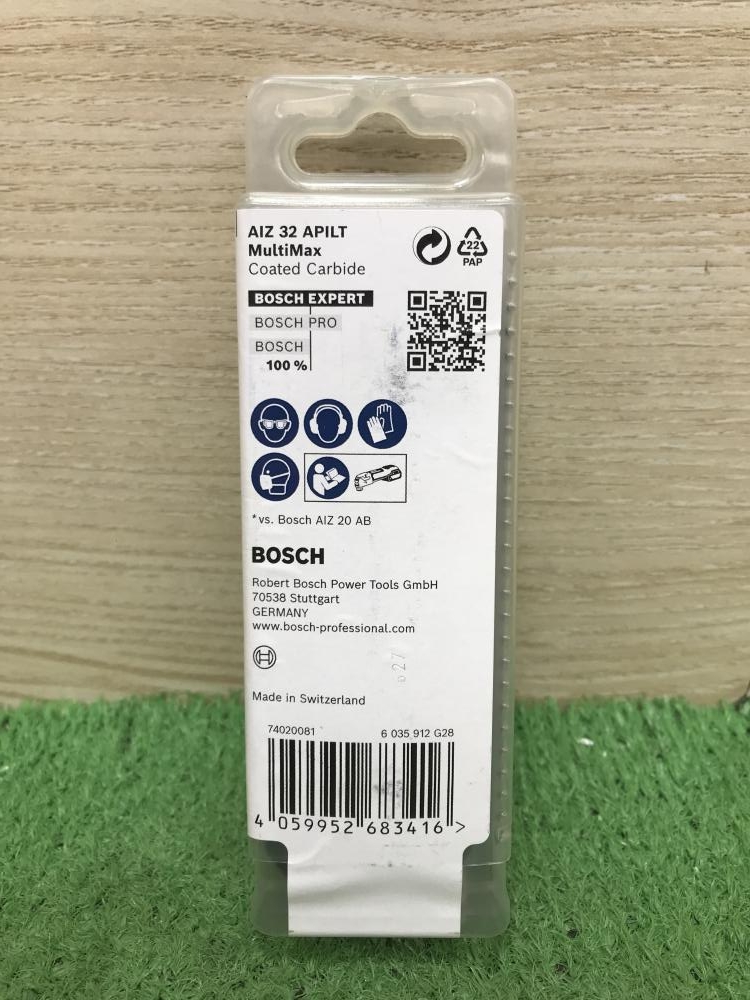 AIZ 32 APILT
MultiMax
Coated Carbide
22
PAP
BOSCH EXPERT
BOSCH PRO
BOSCH
100 %
*vs. Bosch AIZ 20 AB
BOSCH
Robert Bosch Power Tools GmbH
70538 Stuttgart
GERMANY
www.bosch-professional.com
627
Made in Switzerland
74020081 6 035 912 G28
4 059952 683416 >